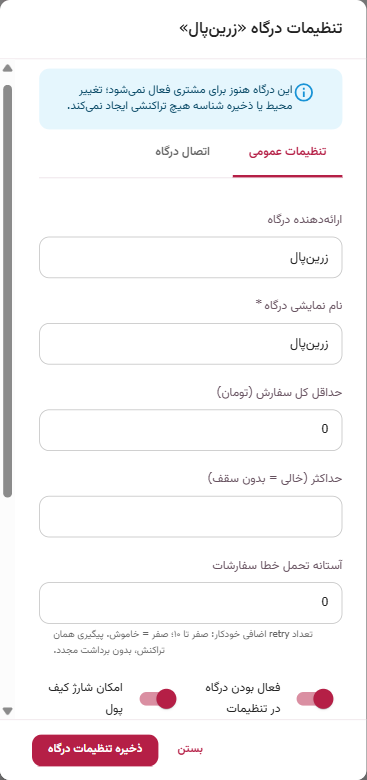 تنظیمات درگاه «زرین‌پال»
این درگاه هنوز برای مشتری فعال نمی‌شود؛ تغییر
محیط یا ذخیره شناسه هیچ تراکنشی ایجاد نمی‌کند.
تنظیمات عمومی
اتصال درگاه
ارائه‌دهنده درگاه
زرین‌پال
نام نمایشی درگاه *
زرین‌پال
حداقل کل سفارش (تومان)
0
حداکثر (خالی = بدون سقف)
آستانه تحمل خطا سفارشات
0
تعداد retry اضافی خودکار: صفر تا ۱۰؛ صفر = خاموش. پیگیری همان
تراکنش، بدون برداشت مجدد.
فعال بودن درگاه
در تنظیمات
امکان شارژ کیف
پول
بستن
ذخیره تنظیمات درگاه